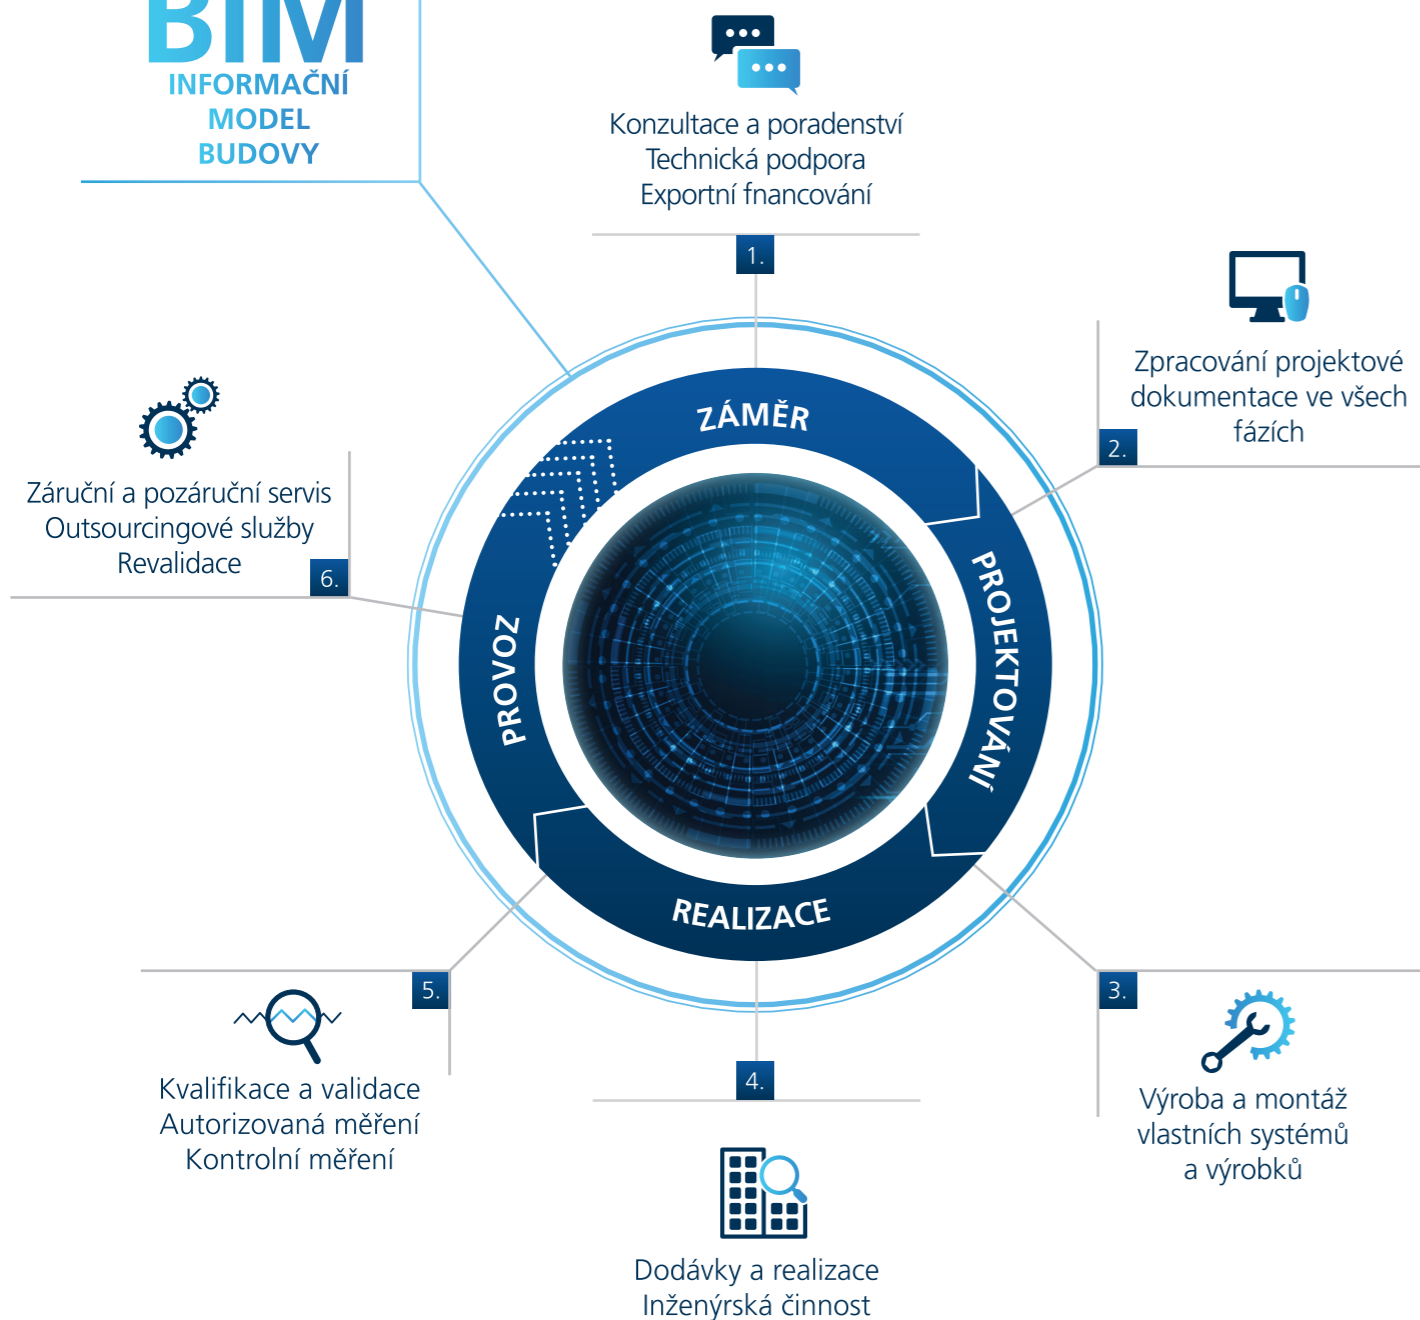 BIM
INFORMAČNÍ
MODEL
BUDOVY
Konzultace a poradenství
Technická podpora
Exportní fnancování
1.
Zpracování projektové
dokumentace ve všech
fázích
2.
Výroba a montáž
vlastních systémů
a výrobků
3.
Dodávky a realizace
Inženýrská činnost
4.
Kvalifikace a validace
Autorizovaná měření
Kontrolní měření
5.
Záruční a pozáruční servis
Outsourcingové služby
Revalidace
6.
ZÁMĚR
PROJEKTOVÁNÍ
REALIZACE
PROVOZ